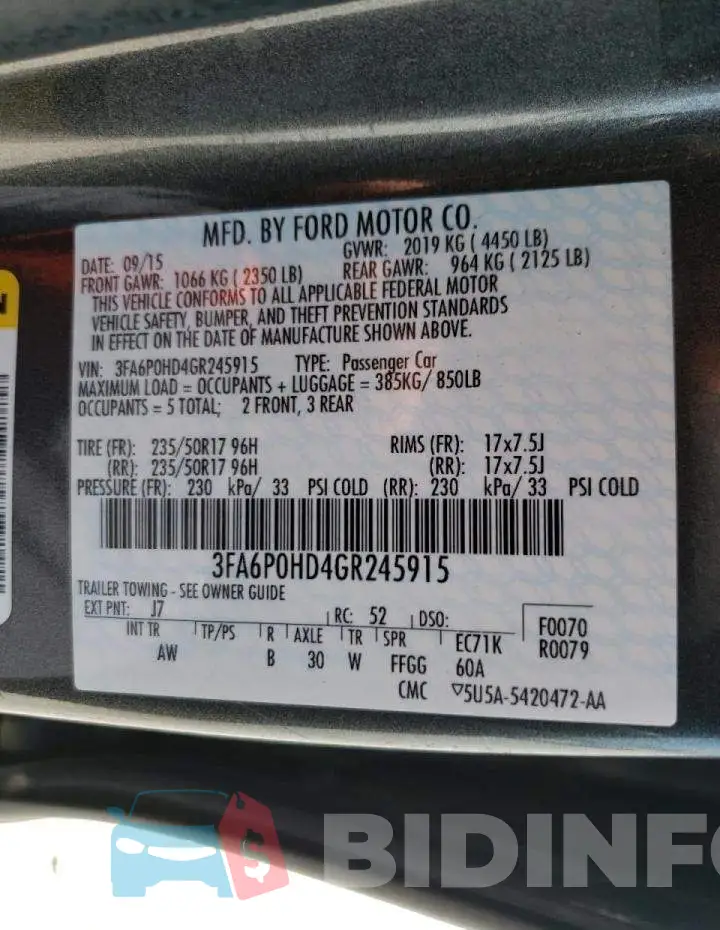 MFD. BY FORD MOTOR CO.
DATE: 09/15 GVWR: 2019 KG ( 4450 LB)
FRONT GAWR: 1066 KG ( 2350 LB) REAR GAWR: 964 KG ( 2125 LB)
THIS VEHICLE CONFORMS TO ALL APPLICABLE FEDERAL MOTOR
VEHICLE SAFETY, BUMPER, AND THEFT PREVENTION STANDARDS
IN EFFECT ON THE DATE OF MANUFACTURE SHOWN ABOVE.
VIN: 3FA6P0HD4GR245915 TYPE: Passenger Car
MAXIMUM LOAD = OCCUPANTS + LUGGAGE = 385KG/ 850LB
OCCUPANTS = 5 TOTAL; 2 FRONT, 3 REAR
TIRE (FR): 235/50R17 96H RIMS (FR): 17x7.5J
(RR): 235/50R17 96H (RR): 17x7.5J
PRESSURE (FR): 230 kPa/ 33 PSI COLD (RR): 230 kPa/ 33 PSI COLD
3FA6P0HD4GR245915
TRAILER TOWING - SEE OWNER GUIDE
EXT PNT: J7 RC: 52 DSO: F0070
INT TR TP/PS R AXLE TR SPR EC71K R0079
AW B 30 W FFGG 60A
CMC ▽5U5A-5420472-AA
BIDINFO